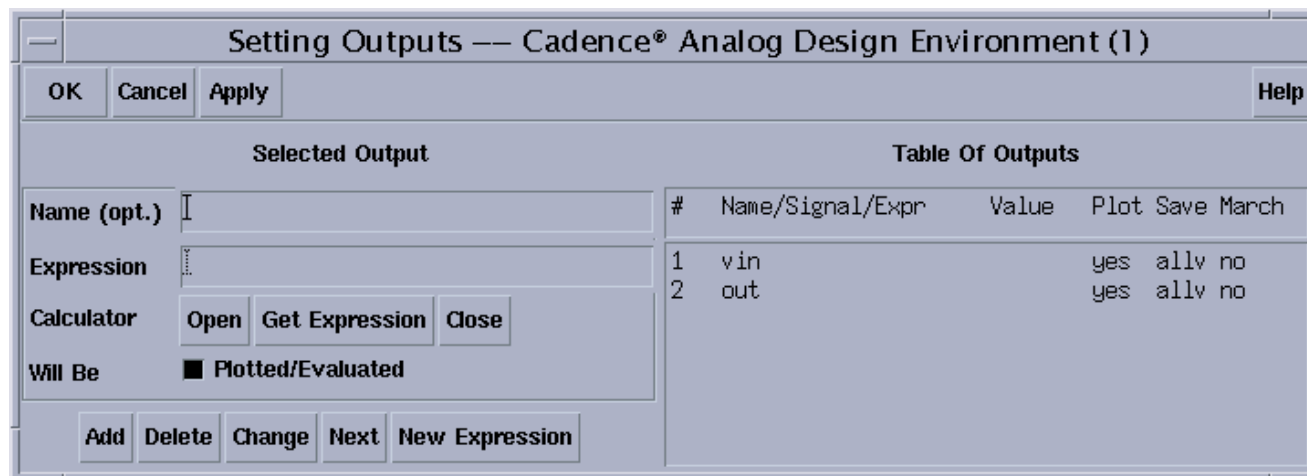 Setting Outputs –– Cadence® Analog Design Environment (1)
OK Cancel Apply Help
Selected Output
Name (opt.)
Expression
Calculator Open Get Expression Close
Will Be Plotted/Evaluated
Add Delete Change Next New Expression
Table Of Outputs
# Name/Signal/Expr Value Plot Save March
1 vin yes allv no
2 out yes allv no